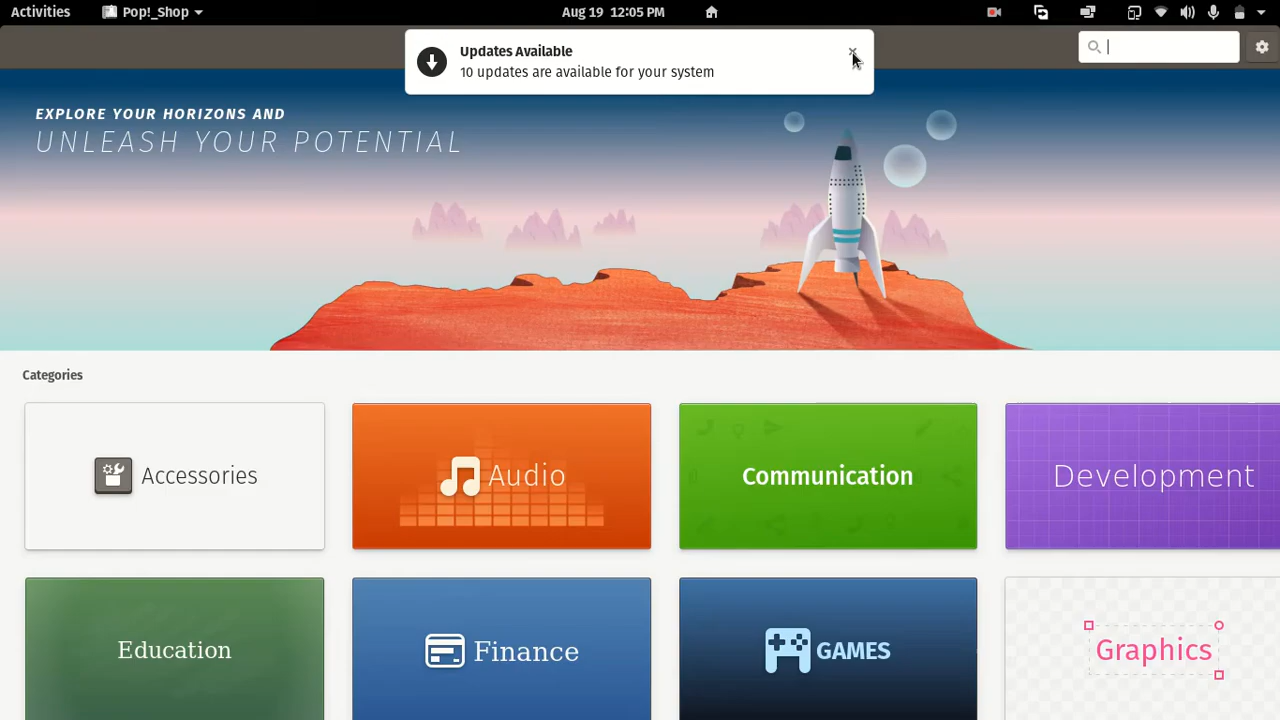 Activities
Pop!_Shop
Aug 19 12:05 PM
Updates Available
10 updates are available for your system
EXPLORE YOUR HORIZONS AND
UNLEASH YOUR POTENTIAL
Categories
Accessories
Audio
Communication
Development
Education
Finance
GAMES
Graphics